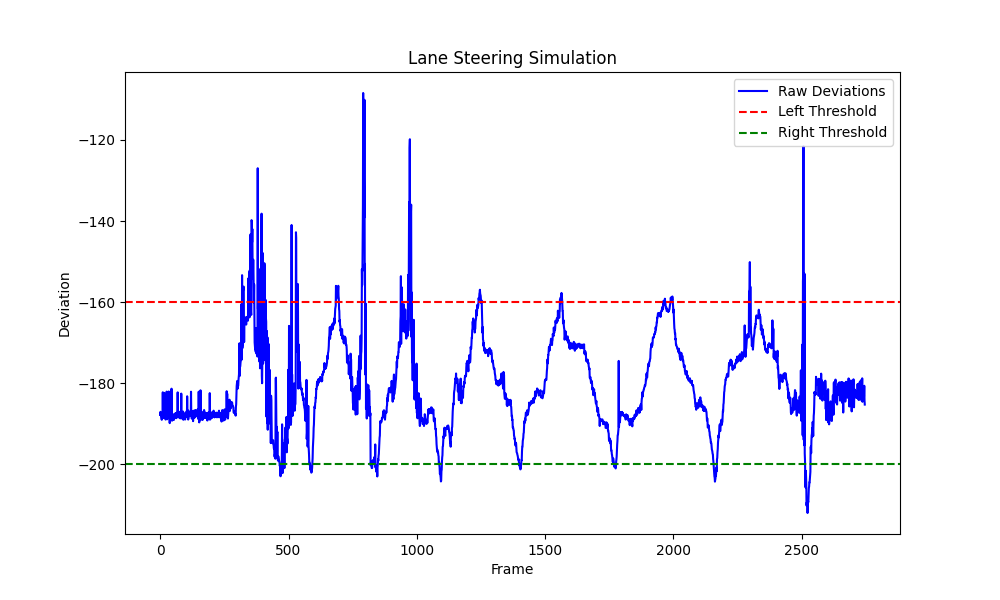 Lane Steering Simulation
Raw Deviations
Left Threshold
Right Threshold
Deviation
−120
−140
−160
−180
−200
0
500
1000
1500
2000
2500
Frame